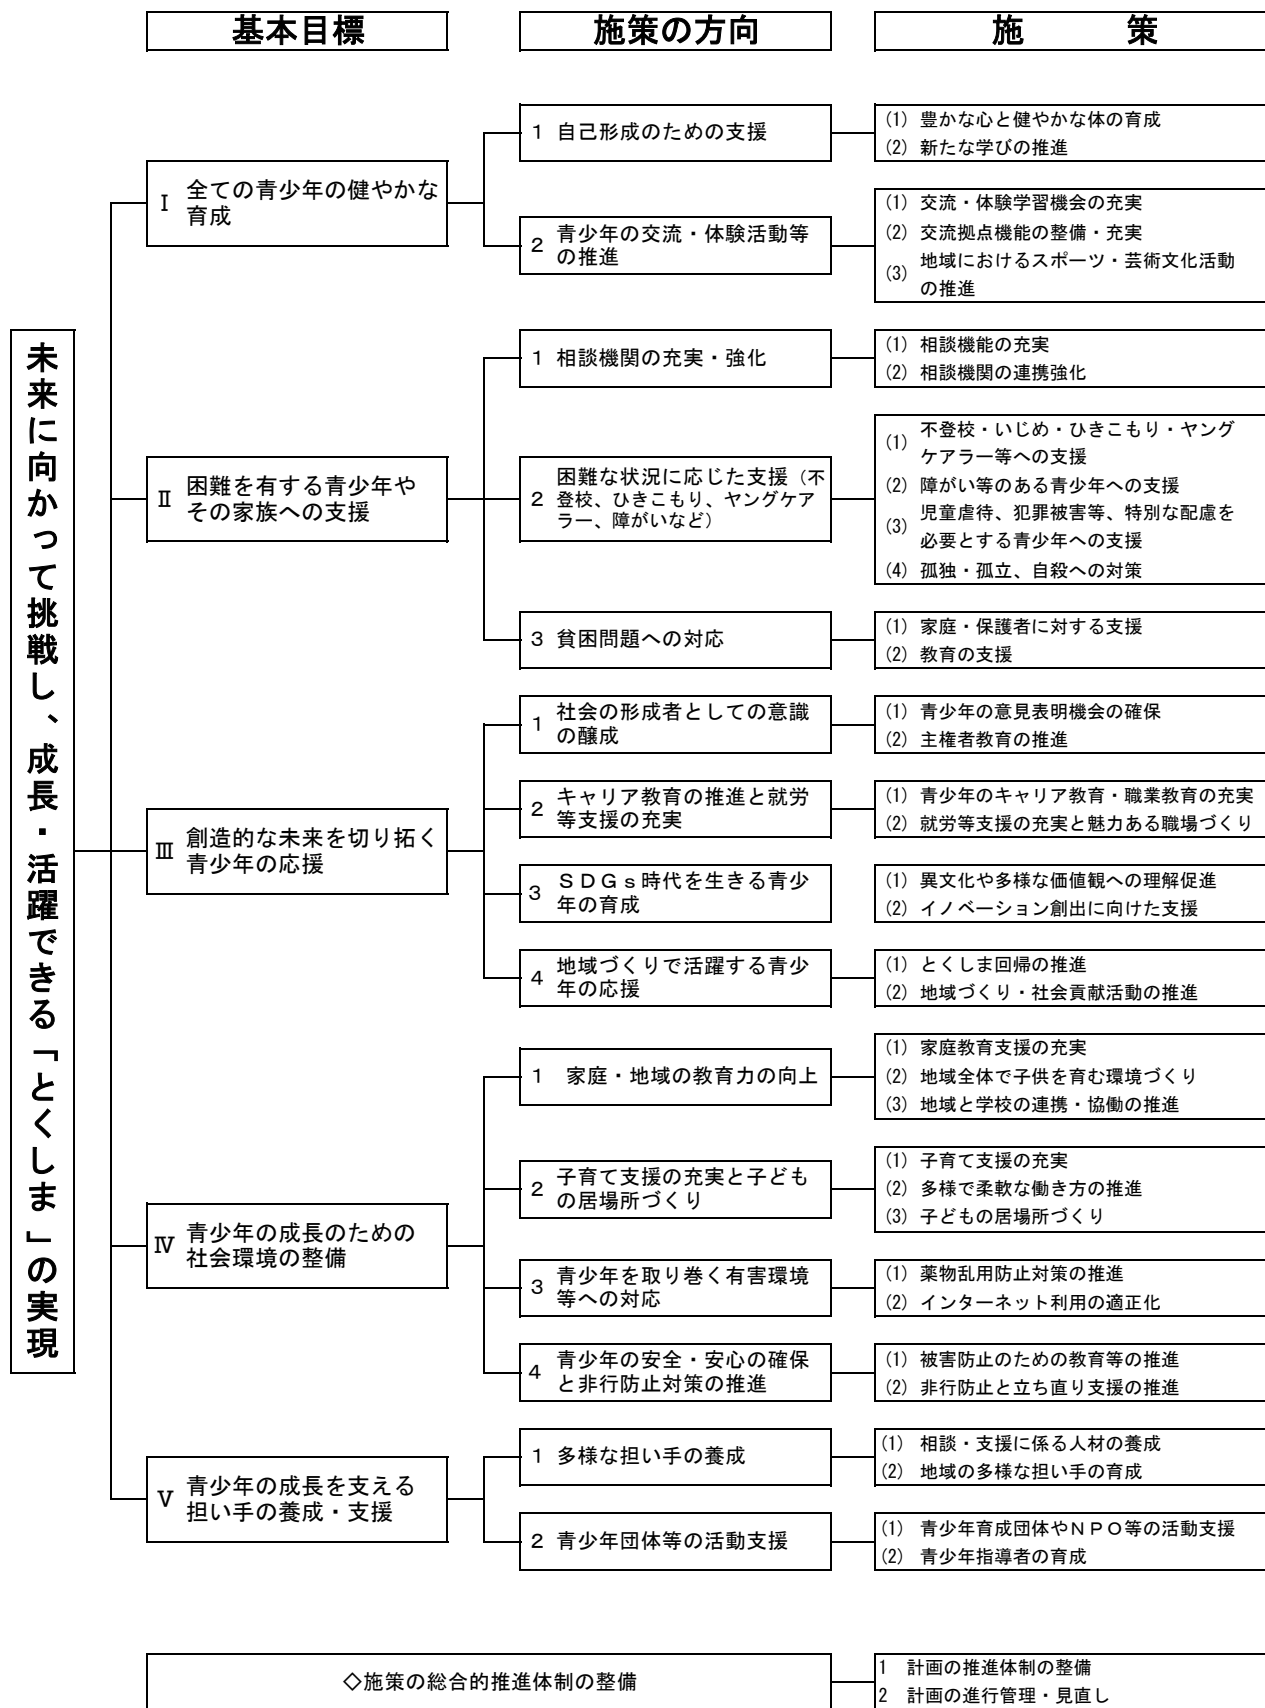 基本目標
施策の方向
施　　策
未来に向かって挑戦し、成長・活躍できる「とくしま」の実現
Ⅰ 全ての青少年の健やかな
育成
1 自己形成のための支援
(1) 豊かな心と健やかな体の育成
(2) 新たな学びの推進
2 青少年の交流・体験活動等
の推進
(1) 交流・体験学習機会の充実
(2) 交流拠点機能の整備・充実
(3) 地域におけるスポーツ・芸術文化活動
の推進
Ⅱ 困難を有する青少年や
その家族への支援
1 相談機関の充実・強化
(1) 相談機能の充実
(2) 相談機関の連携強化
2 困難な状況に応じた支援（不
登校、ひきこもり、ヤングケア
ラー、障がいなど）
(1) 不登校・いじめ・ひきこもり・ヤング
ケアラー等への支援
(2) 障がい等のある青少年への支援
(3) 児童虐待、犯罪被害等、特別な配慮を
必要とする青少年への支援
(4) 孤独・孤立、自殺への対策
3 貧困問題への対応
(1) 家庭・保護者に対する支援
(2) 教育の支援
Ⅲ 創造的な未来を切り拓く
青少年の応援
1 社会の形成者としての意識
の醸成
(1) 青少年の意見表明機会の確保
(2) 主権者教育の推進
2 キャリア教育の推進と就労
等支援の充実
(1) 青少年のキャリア教育・職業教育の充実
(2) 就労等支援の充実と魅力ある職場づくり
3 ＳＤＧｓ時代を生きる青少
年の育成
(1) 異文化や多様な価値観への理解促進
(2) イノベーション創出に向けた支援
4 地域づくりで活躍する青少
年の応援
(1) とくしま回帰の推進
(2) 地域づくり・社会貢献活動の推進
Ⅳ 青少年の成長のための
社会環境の整備
1 家庭・地域の教育力の向上
(1) 家庭教育支援の充実
(2) 地域全体で子供を育む環境づくり
(3) 地域と学校の連携・協働の推進
2 子育て支援の充実と子ども
の居場所づくり
(1) 子育て支援の充実
(2) 多様で柔軟な働き方の推進
(3) 子どもの居場所づくり
3 青少年を取り巻く有害環境
等への対応
(1) 薬物乱用防止対策の推進
(2) インターネット利用の適正化
4 青少年の安全・安心の確保
と非行防止対策の推進
(1) 被害防止のための教育等の推進
(2) 非行防止と立ち直り支援の推進
Ⅴ 青少年の成長を支える
担い手の養成・支援
1 多様な担い手の養成
(1) 相談・支援に係る人材の養成
(2) 地域の多様な担い手の育成
2 青少年団体等の活動支援
(1) 青少年育成団体やＮＰＯ等の活動支援
(2) 青少年指導者の育成
◇施策の総合的推進体制の整備
1 計画の推進体制の整備
2 計画の進行管理・見直し